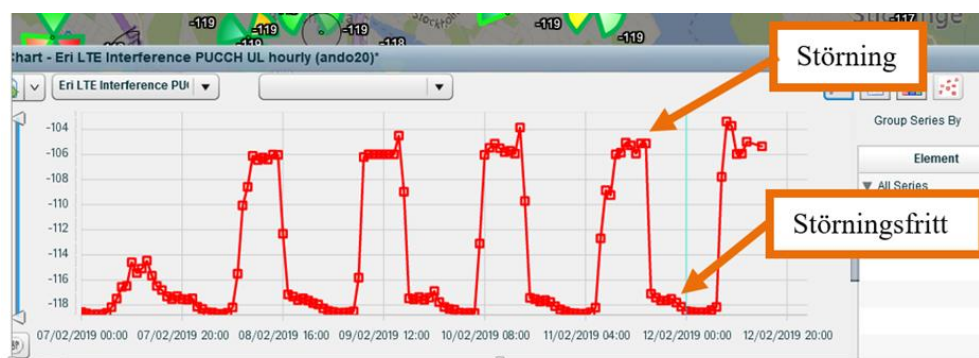 -119
-119
-119
-119
-119
-118
-119
-119
-117
Chart - Eri LTE Interference PUCCH UL hourly (ando20)*
Störning
Eri LTE Interference PU
Group Series By
Element
All Series
-104
-106
-108
-110
-112
-114
-116
-118
Störningsfritt
07/02/2019 00:00 07/02/2019 20:00 08/02/2019 16:00 09/02/2019 12:00 10/02/2019 08:00 11/02/2019 04:00 12/02/2019 00:00 12/02/2019 20:00